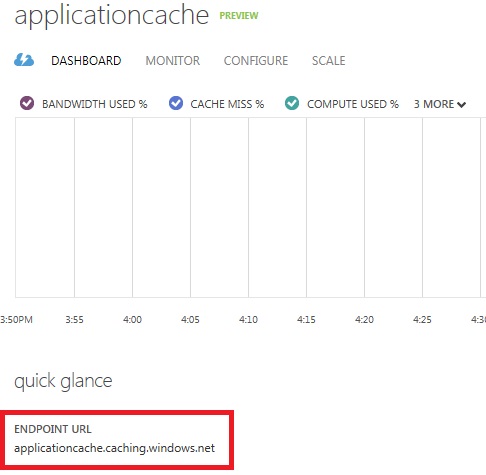 applicationcache PREVIEW
DASHBOARD MONITOR CONFIGURE SCALE
BANDWIDTH USED % CACHE MISS % COMPUTE USED % 3 MORE
3:50PM 3:55 4:00 4:05 4:10 4:15 4:20 4:25 4:30
quick glance
ENDPOINT URL
applicationcache.caching.windows.net